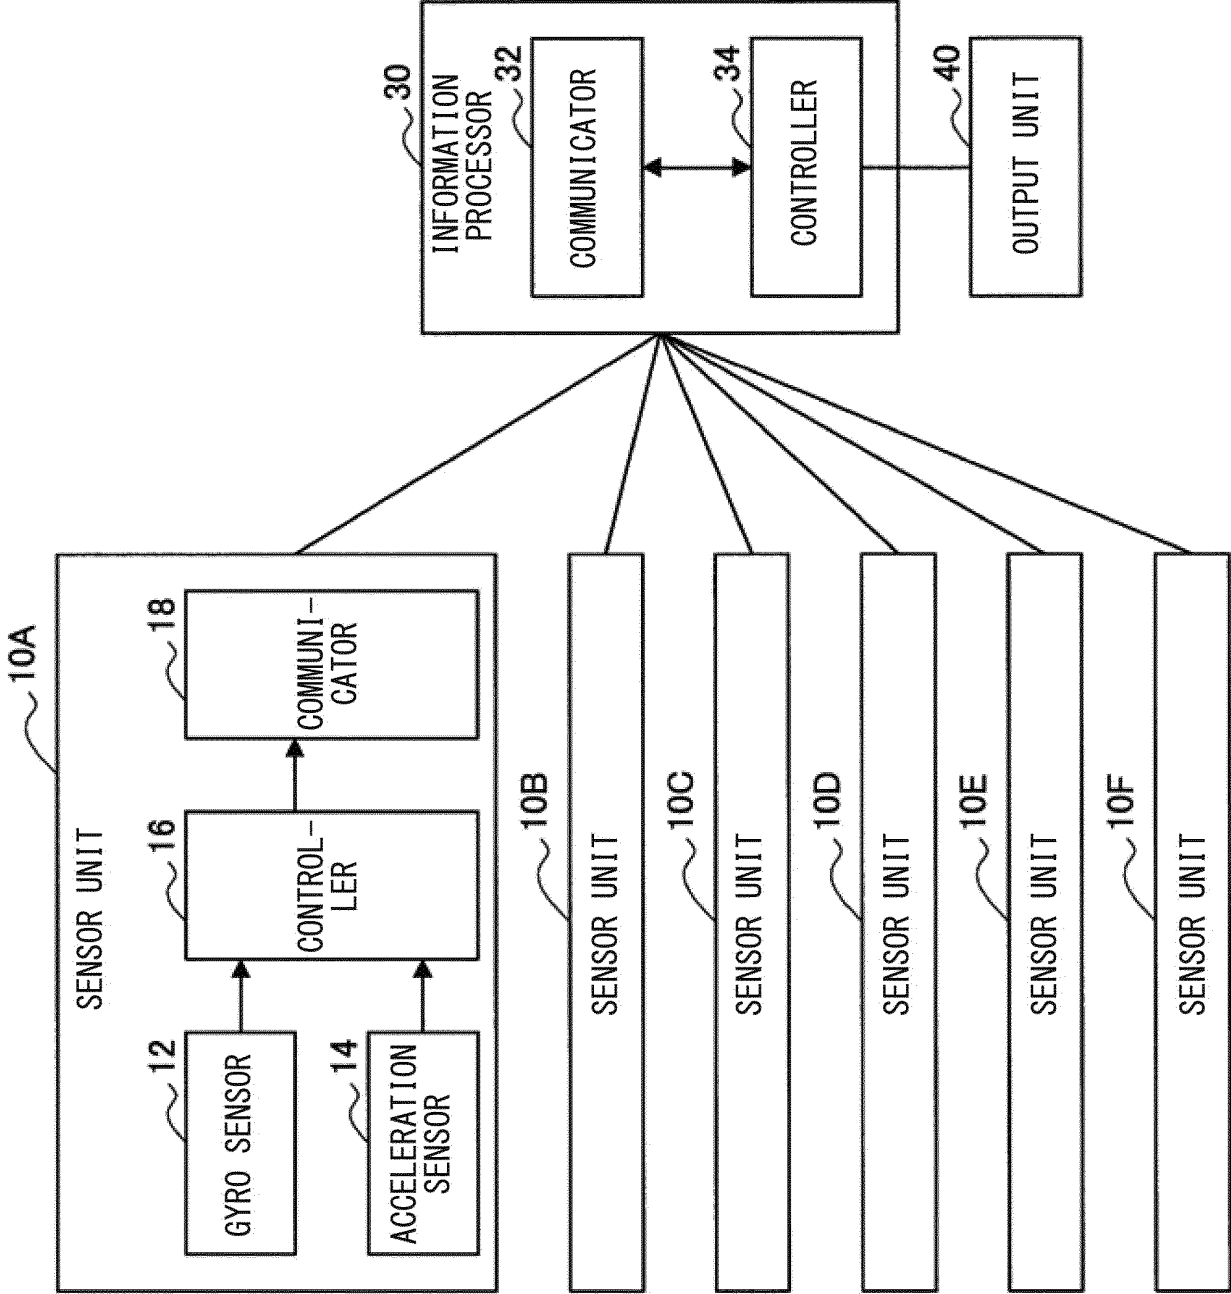 10A
SENSOR UNIT
12
GYRO SENSOR
14
ACCELERATION
SENSOR
16
CONTROL-
LER
18
COMMUNI-
CATOR
10B
SENSOR UNIT
10C
SENSOR UNIT
10D
SENSOR UNIT
10E
SENSOR UNIT
10F
SENSOR UNIT
30
INFORMATION
PROCESSOR
32
COMMUNICATOR
34
CONTROLLER
40
OUTPUT UNIT